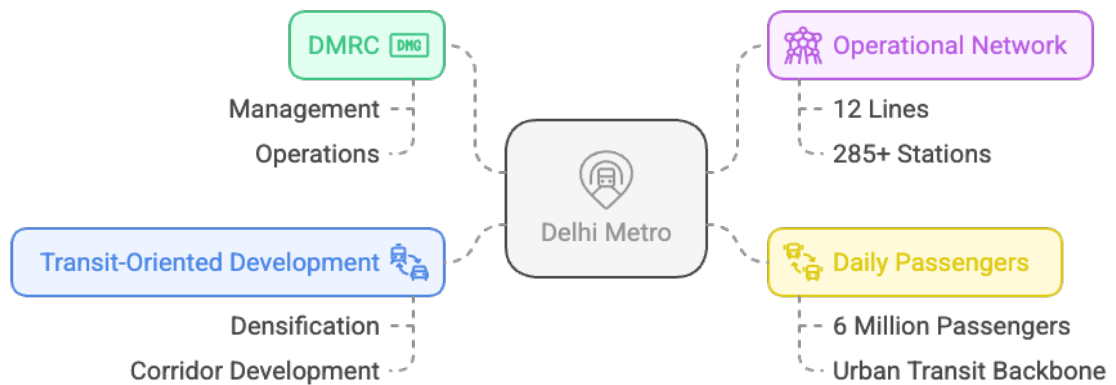 DMRC DMG
Management
Operations
Transit-Oriented Development
Densification
Corridor Development
Delhi Metro
Operational Network
12 Lines
285+ Stations
Daily Passengers
6 Million Passengers
Urban Transit Backbone